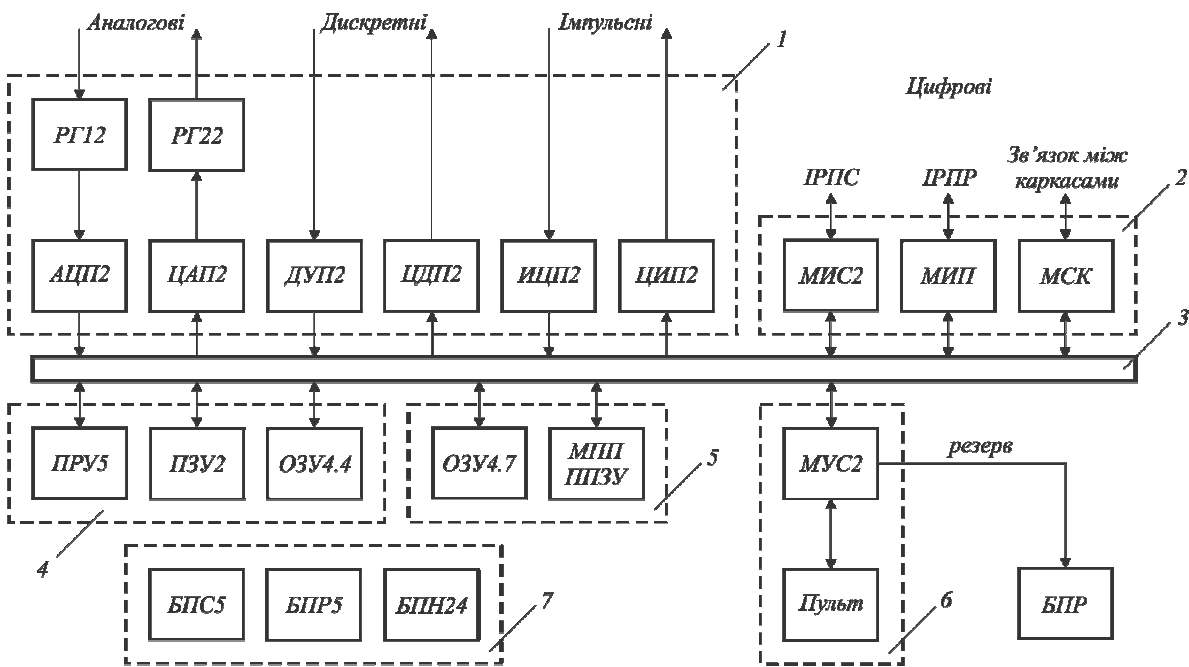 Аналогові
Дискретні
Імпульсні
1
Цифрові
РГ12
РГ22
ІРПС
ІРПР
Зв’язок між
каркасами
2
АЦП2
ЦАП2
ДУП2
ЦДП2
ИЦП2
ЦИП2
МИС2
МИП
МСК
3
ПРУ5
ПЗУ2
ОЗУ4.4
ОЗУ4.7
МПП
ППЗУ
5
МУС2
резерв
4
БПС5
БПР5
БПН24
7
Пульт
6
БПР